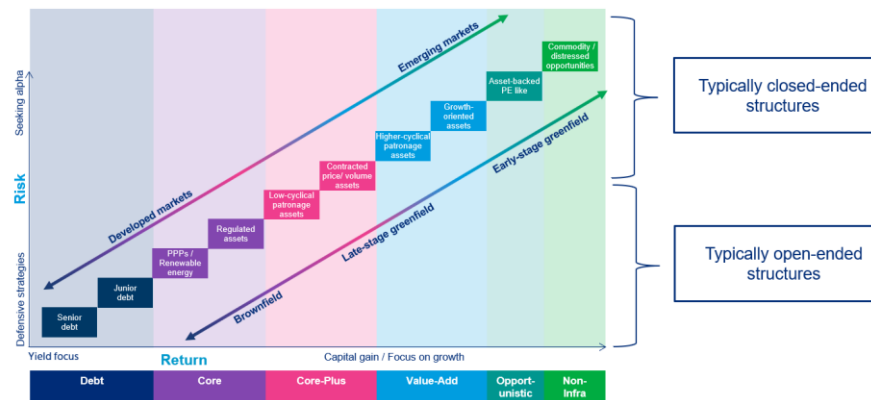 Emerging markets
Commodity /
distressed
opportunities
Asset-backed
PE like
Growth-
oriented
assets
Higher-cyclical
patronage
assets
Contracted
price/ volume
assets
Low-cyclical
patronage
assets
Regulated
assets
PPPs /
Renewable
energy
Junior
debt
Senior
debt
Developed markets
Early-stage greenfield
Late-stage greenfield
Brownfield
Seeking alpha
Risk
Defensive strategies
Yield focus
Return
Capital gain / Focus on growth
Debt
Core
Core-Plus
Value-Add
Opport-
unistic
Non-
Infra
Typically closed-ended
structures
Typically open-ended
structures